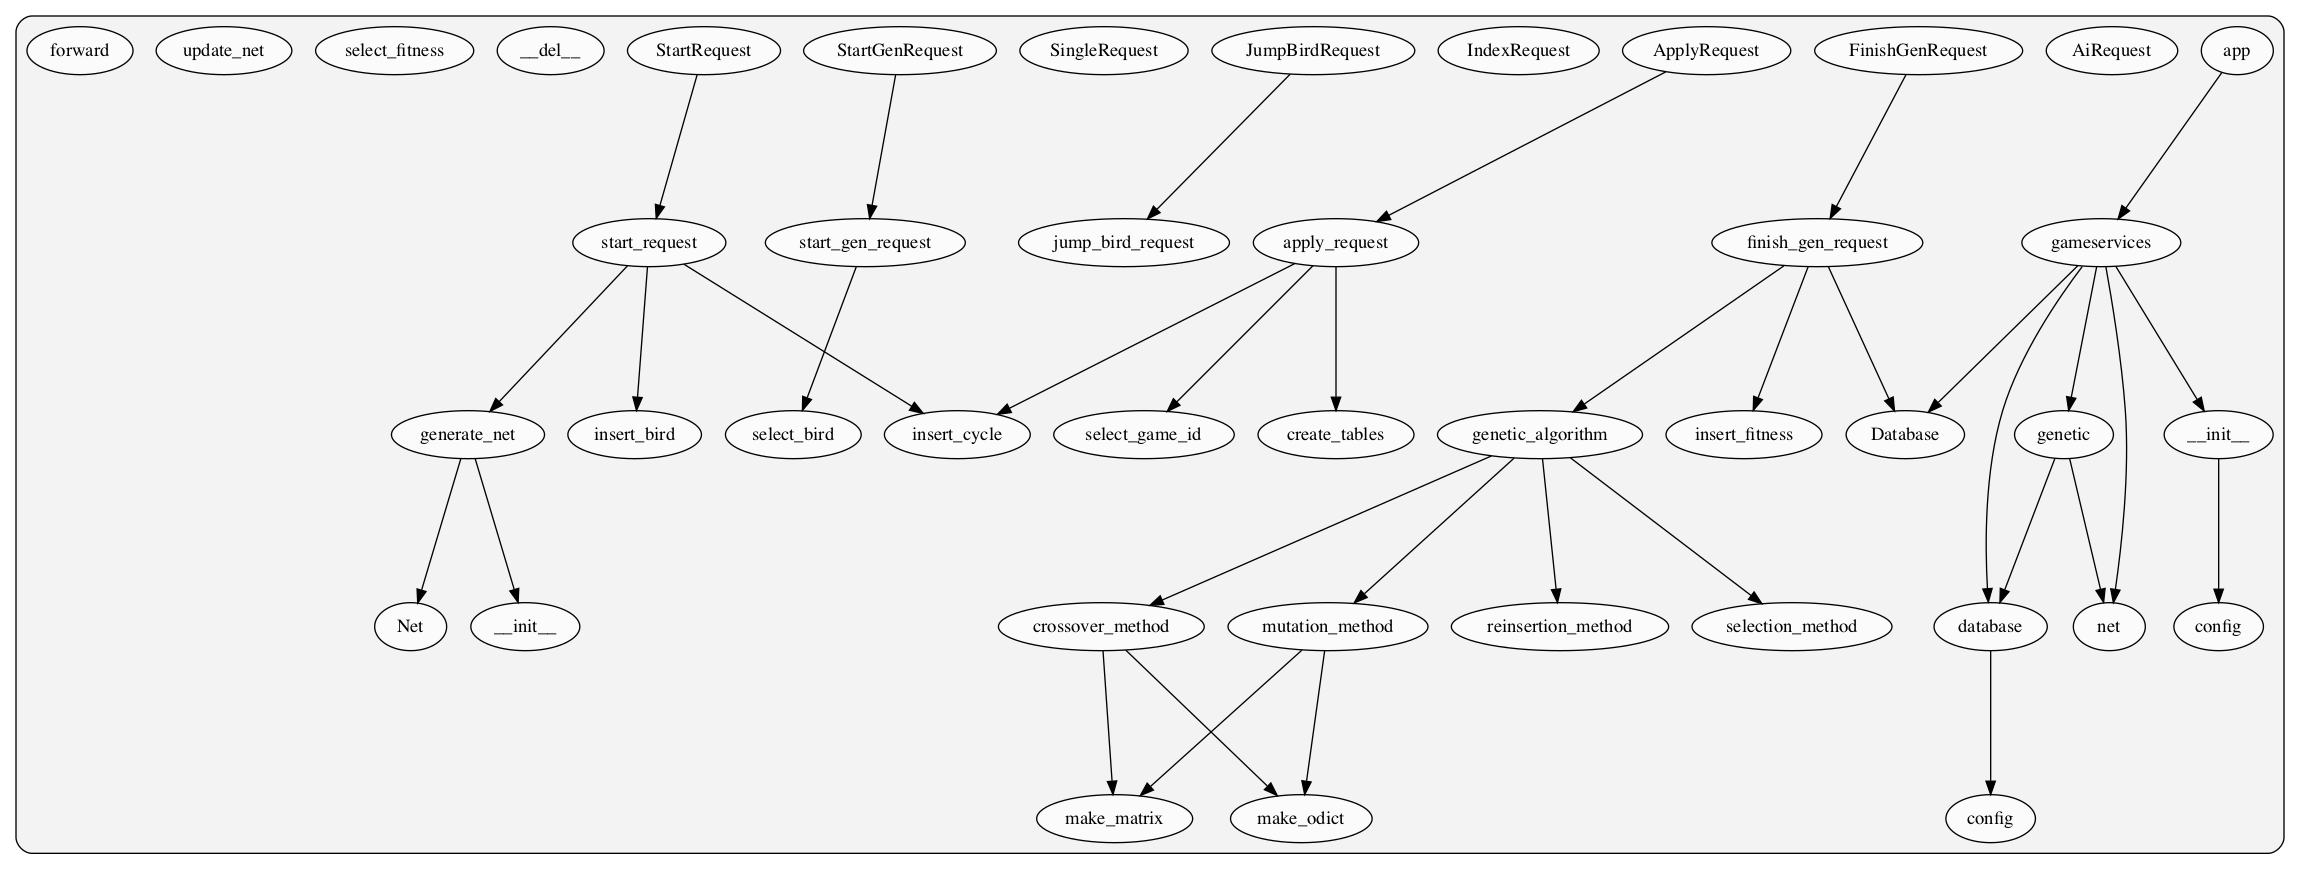 forward
update_net
select_fitness
__del__
StartRequest
StartGenRequest
SingleRequest
JumpBirdRequest
IndexRequest
ApplyRequest
FinishGenRequest
AiRequest
app
start_request
start_gen_request
jump_bird_request
apply_request
finish_gen_request
gameservices
generate_net
insert_bird
select_bird
insert_cycle
select_game_id
create_tables
genetic_algorithm
insert_fitness
Database
genetic
__init__
Net
__init__
crossover_method
mutation_method
reinsertion_method
selection_method
database
net
config
make_matrix
make_odict
config